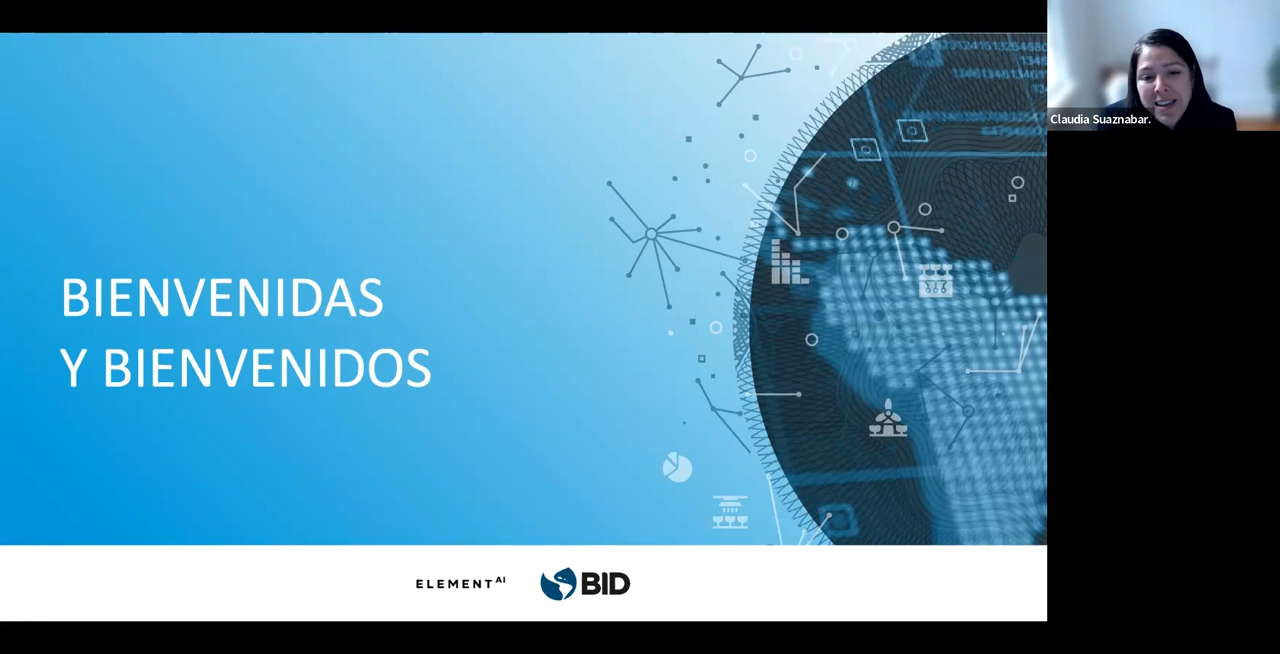 Claudia Suaznabar.
BIENVENIDAS
Y BIENVENIDOS
ELEMENT AI
BID